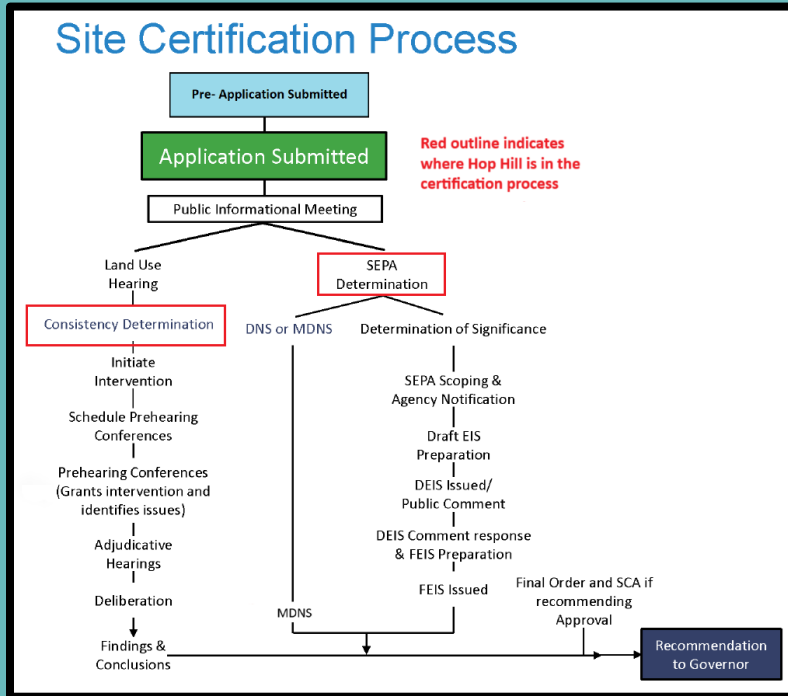 Site Certification Process
Pre- Application Submitted
Application Submitted
Red outline indicates
where Hop Hill is in the
certification process
Public Informational Meeting
Land Use
Hearing
SEPA
Determination
Consistency Determination
DNS or MDNS
Determination of Significance
Initiate
Intervention
SEPA Scoping &
Agency Notification
Schedule Prehearing
Conferences
Draft EIS
Preparation
Prehearing Conferences
(Grants intervention and
identifies issues)
DEIS Issued/
Public Comment
DEIS Comment response
& FEIS Preparation
Adjudicative
Hearings
FEIS Issued
Final Order and SCA if
recommending
Approval
Deliberation
MDNS
Findings &
Conclusions
Recommendation
to Governor